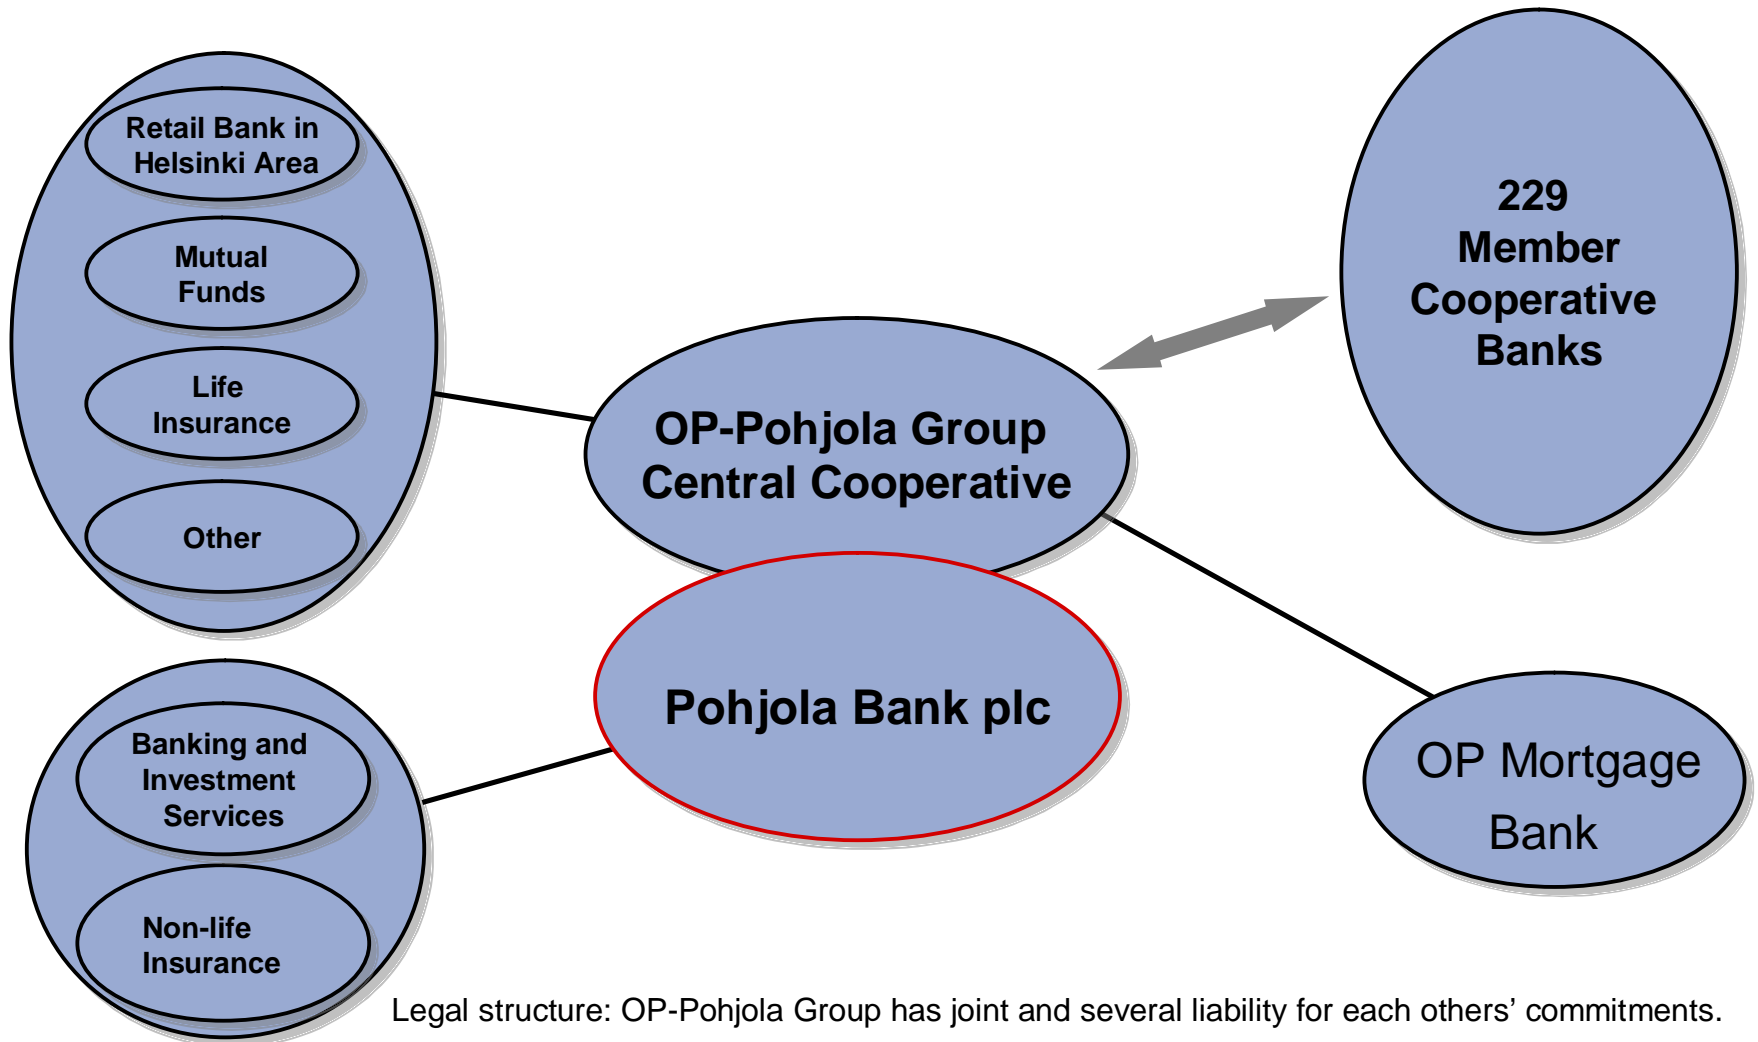 Retail Bank in
Helsinki Area
Mutual
Funds
Life
Insurance
Other
229
Member
Cooperative
Banks
OP-Pohjola Group
Central Cooperative
Pohjola Bank plc
Banking and
Investment
Services
Non-life
Insurance
OP Mortgage
Bank
Legal structure: OP-Pohjola Group has joint and several liability for each others’ commitments.